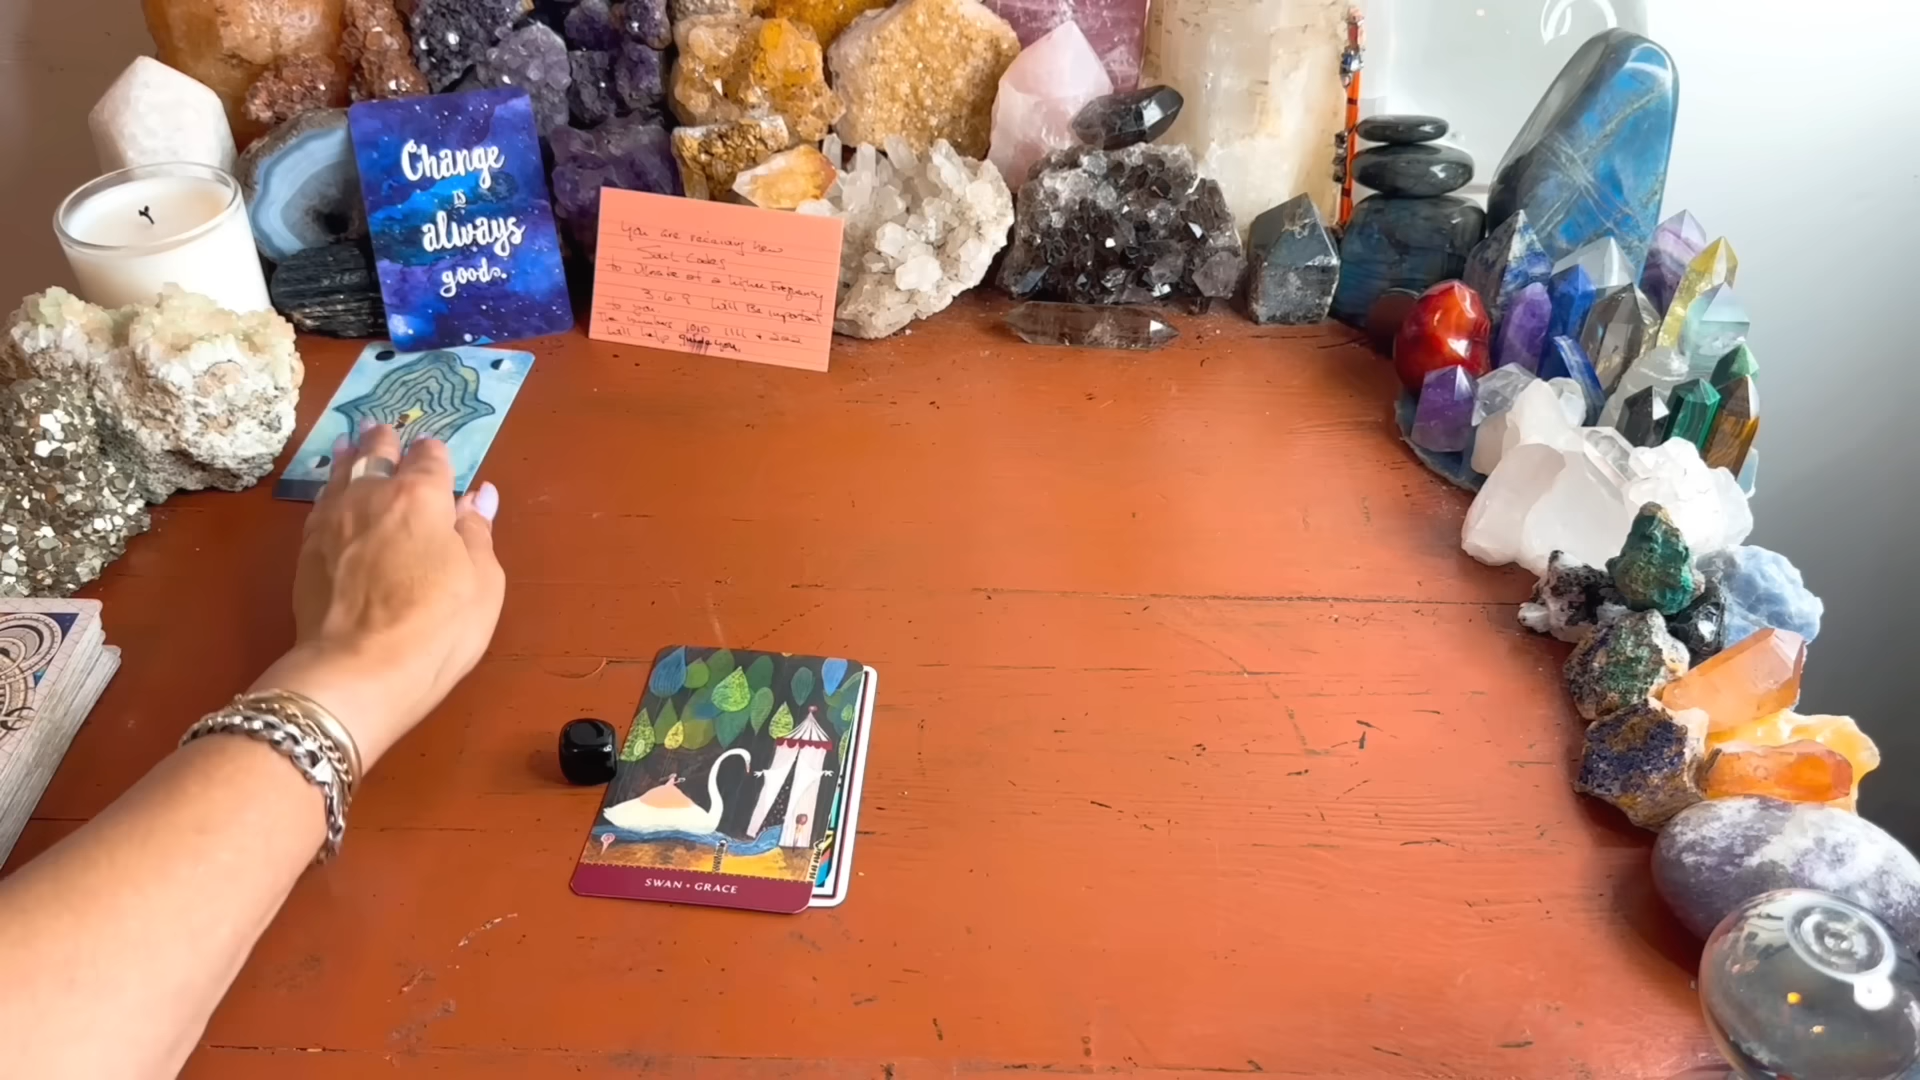 Change
is
always
good.
You are receiving new
Soul Codes
to vibrate at a higher frequency
3.6.9 will Be important
to you.
The numbers 1010 1111 + 2022
will help guide you.
SWAN • GRACE